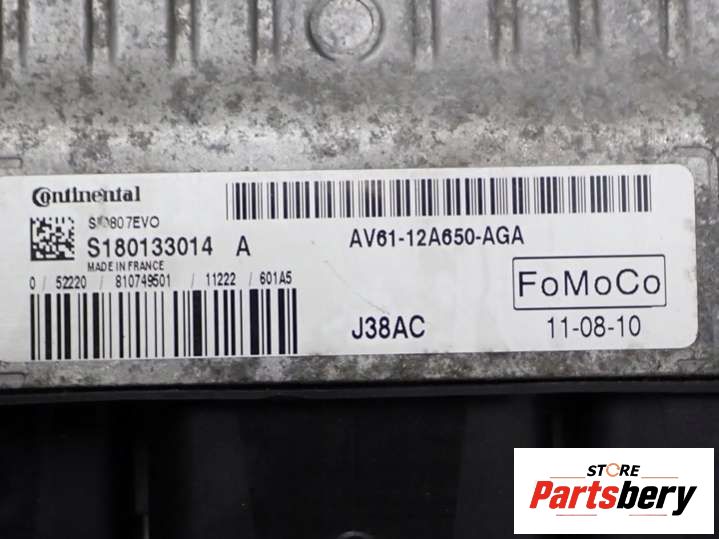 Continental
S180133014 A
MADE IN FRANCE
0 / 52220 / 810749501 / 11222 / 601A5
AV61-12A650-AGA
FoMoCo
J38AC
11-08-10
STORE
Partsbery